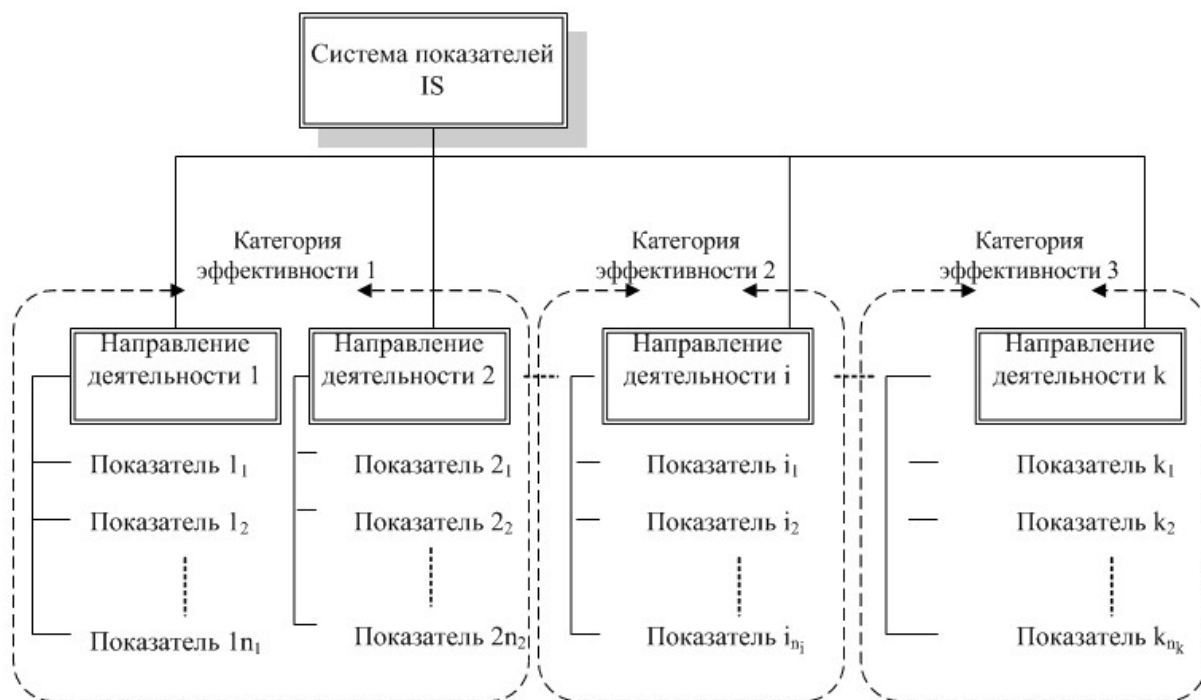 Система показателей
IS
Категория
эффективности 1
Категория
эффективности 2
Категория
эффективности 3
Направление
деятельности 1
Направление
деятельности 2
Направление
деятельности i
Направление
деятельности k
Показатель 1₁
Показатель 2₁
Показатель i₁
Показатель k₁
Показатель 1₂
Показатель 2₂
Показатель i₂
Показатель k₂
Показатель 1n₁
Показатель 2n₂
Показатель i_{n_i}
Показатель k_{n_k}